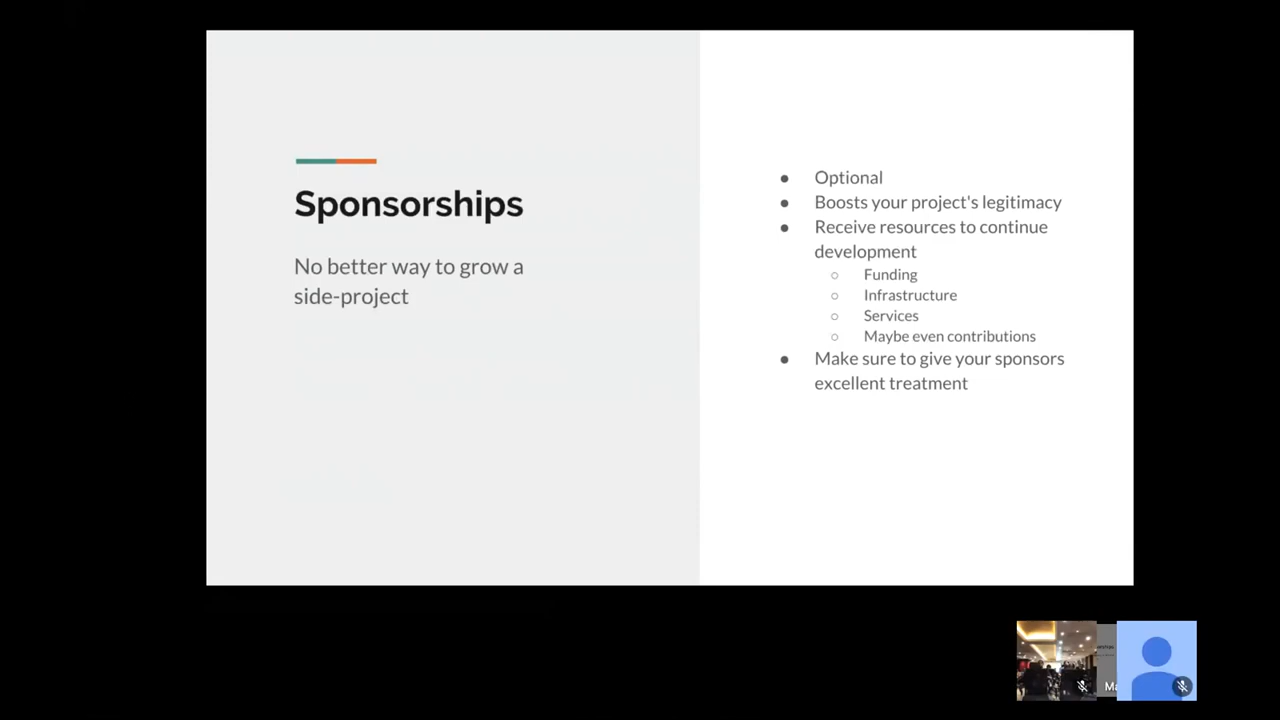 Sponsorships
No better way to grow a
side-project
● Optional
● Boosts your project's legitimacy
● Receive resources to continue
development
○ Funding
○ Infrastructure
○ Services
○ Maybe even contributions
● Make sure to give your sponsors
excellent treatment